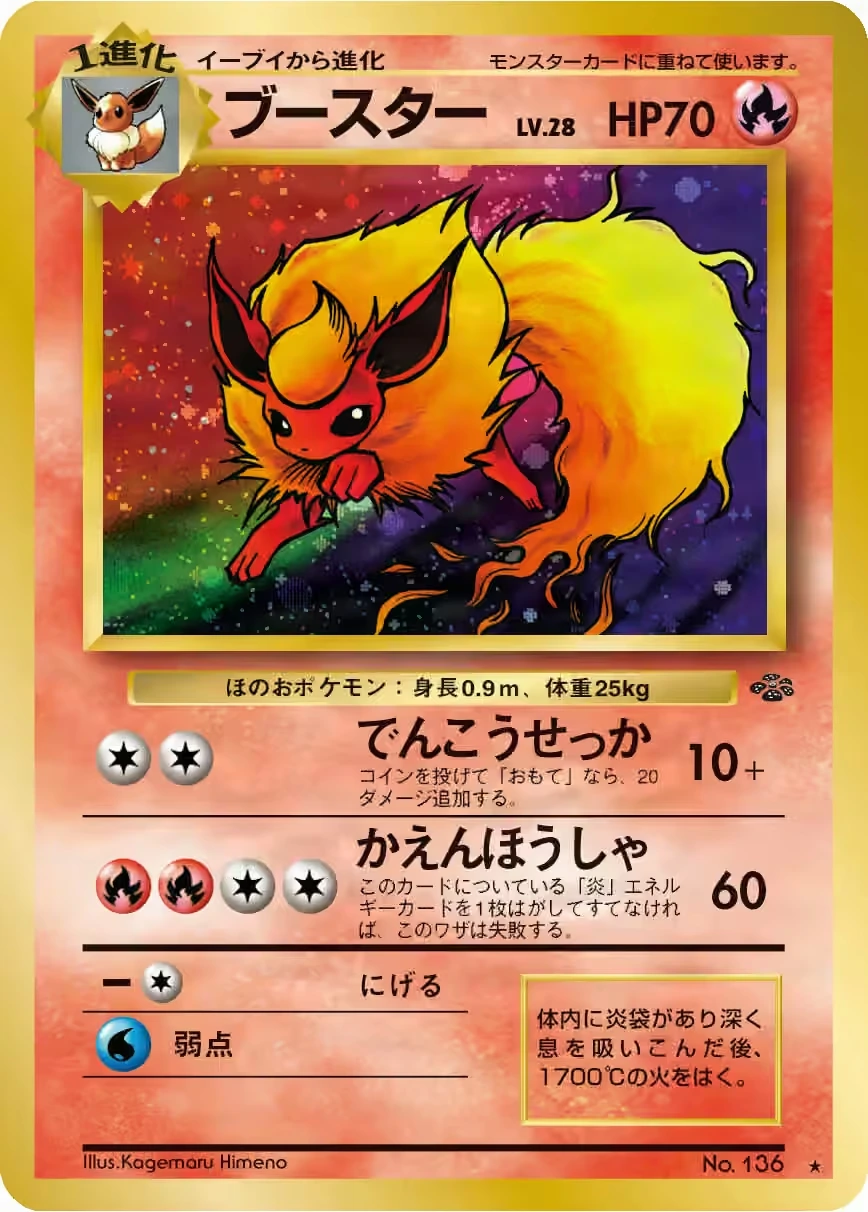 1進化
イーブイから進化
モンスターカードに重ねて使います。
ブースター LV.28 HP70
ほのおポケモン：身長0.9m、体重25kg
でんこうせっか 10+
コインを投げて「おもて」なら、20
ダメージ追加する。
かえんほうしゃ 60
このカードについている「炎」エネル
ギーカードを1枚はがしてすてなけれ
ば、このワザは失敗する。
ー にげる
弱点
体内に炎袋があり深く
息を吸いこんだ後、
1700℃の火をはく。
Illus.Kagemaru Himeno
No. 136 ★